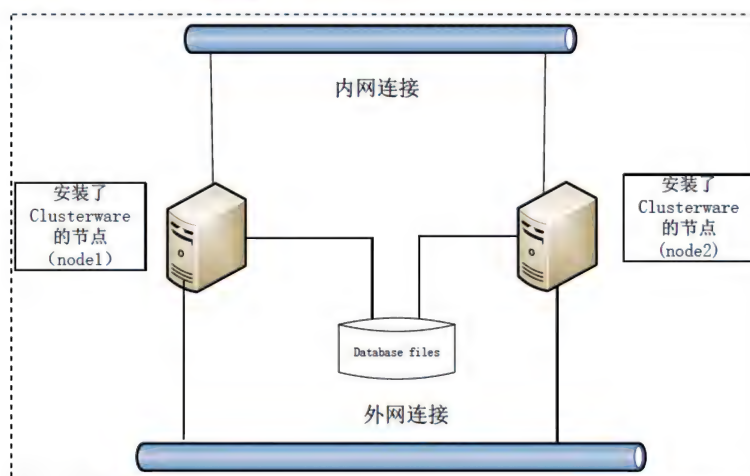 内网连接
安装了
Clusterware
的节点
（node1）
安装了
Clusterware
的节点
(node2)
Database files
外网连接